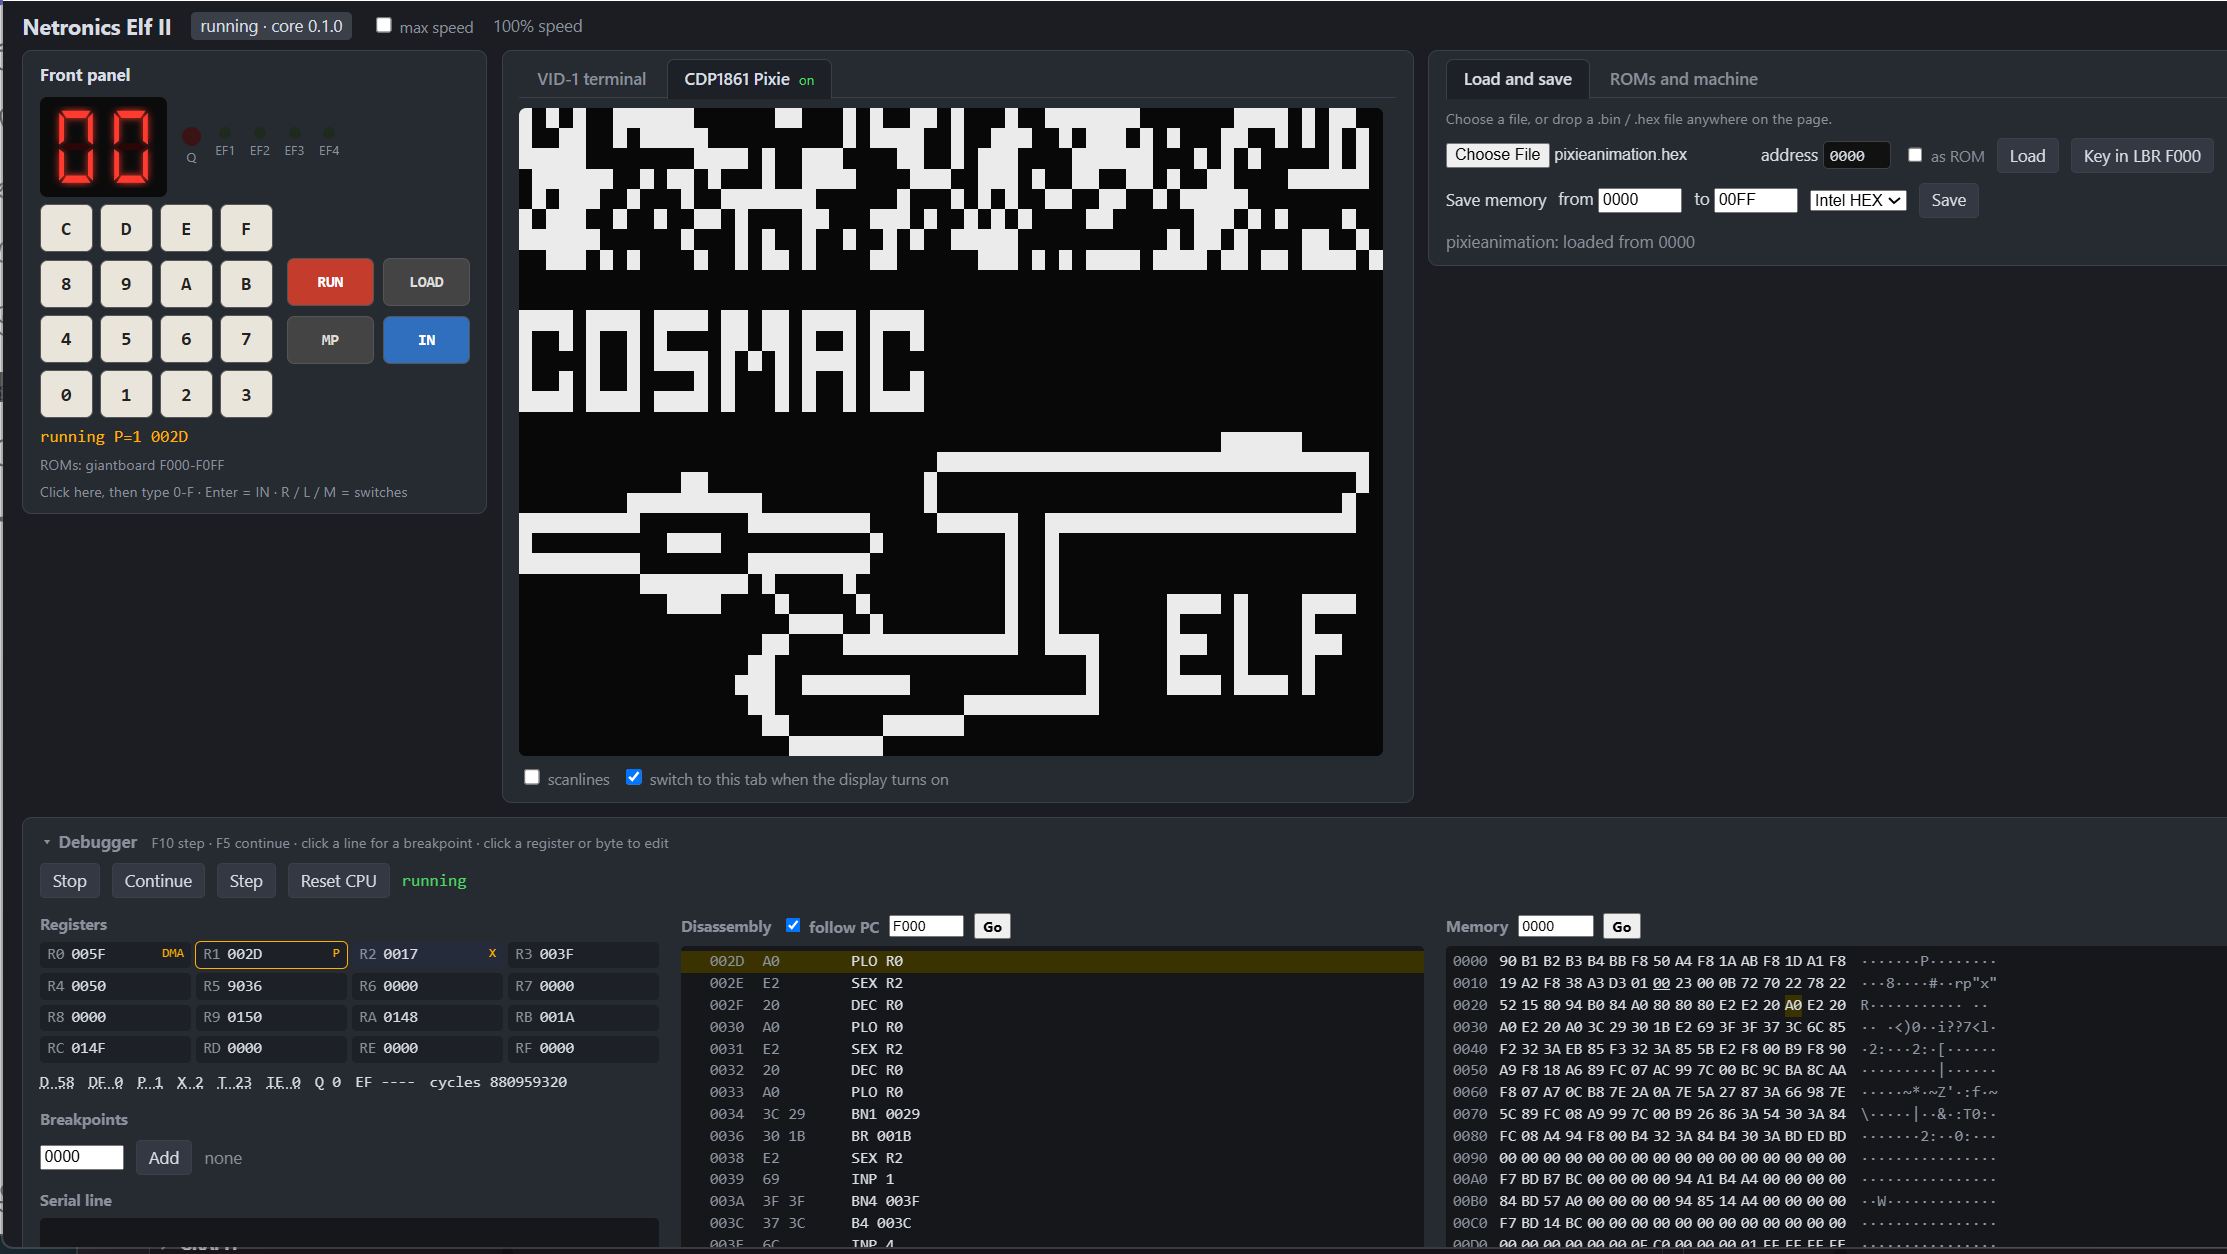 Netronics Elf II running · core 0.1.0 max speed 100% speed
Front panel
00
Q EF1 EF2 EF3 EF4
C D E F
8 9 A B RUN LOAD
4 5 6 7 MP IN
0 1 2 3
running P=1 002D
ROMs: giantboard F000-F0FF
Click here, then type 0-F · Enter = IN · R / L / M = switches
VID-1 terminal CDP1861 Pixie on
COSMAC
ELF
scanlines switch to this tab when the display turns on
Load and save ROMs and machine
Choose a file, or drop a .bin / .hex file anywhere on the page.
Choose File pixieanimation.hex address 0000 as ROM Load Key in LBR F000
Save memory from 0000 to 00FF Intel HEX Save
pixieanimation: loaded from 0000
Debugger F10 step · F5 continue · click a line for a breakpoint · click a register or byte to edit
Stop Continue Step Reset CPU running
Registers
R0 005F DMA R1 002D P R2 0017 X R3 003F
R4 0050 R5 9036 R6 0000 R7 0000
R8 0000 R9 0150 RA 0148 RB 001A
RC 014F RD 0000 RE 0000 RF 0000
D 58 DF 0 P 1 X 2 T 23 IE 0 Q 0 EF ---- cycles 880959320
Breakpoints
0000 Add none
Serial line
Disassembly follow PC F000 Go
002D A0 PLO R0
002E E2 SEX R2
002F 20 DEC R0
0030 A0 PLO R0
0031 E2 SEX R2
0032 20 DEC R0
0033 A0 PLO R0
0034 3C 29 BN1 0029
0036 30 1B BR 001B
0038 E2 SEX R2
0039 69 INP 1
003A 3F 3F BN4 003F
003C 37 3C B4 003C
003E 6C INP 4
Memory 0000 Go
0000 90 B1 B2 B3 B4 BB F8 50 A4 F8 1A AB F8 1D A1 F8 ·······P········
0010 19 A2 F8 38 A3 D3 01 00 23 00 0B 72 70 22 78 22 ···8····#··rp"x"
0020 52 15 80 94 B0 84 A0 80 80 80 E2 E2 20 A0 E2 20 R··········· ·· 
0030 A0 E2 20 A0 3C 29 30 1B E2 69 3F 3F 37 3C 6C 85 ·· ·<)0··i??7<l·
0040 F2 32 3A EB 85 F3 32 3A 85 5B E2 F8 00 B9 F8 90 ·2:···2:·[······
0050 A9 F8 18 A6 89 FC 07 AC 99 7C 00 BC 9C BA 8C AA ·········|······
0060 F8 07 A7 0C B8 7E 2A 0A 7E 5A 27 87 3A 66 98 7E ·····~*·~Z'·:f·~
0070 5C 89 FC 08 A9 99 7C 00 B9 26 86 3A 54 30 3A 84 \·····|··&·:T0:·
0080 FC 08 A4 94 F8 00 B4 32 3A 84 B4 30 3A BD ED BD ·······2:··0:···
0090 00 00 00 00 00 00 00 00 00 00 00 00 00 00 00 00 ················
00A0 F7 BD B7 BC 00 00 00 00 94 A1 B4 A4 00 00 00 00 ················
00B0 84 BD 57 A0 00 00 00 00 94 85 14 A4 00 00 00 00 ··W·············
00C0 F7 BD 14 BC 00 00 00 00 00 00 00 00 00 00 00 00 ················